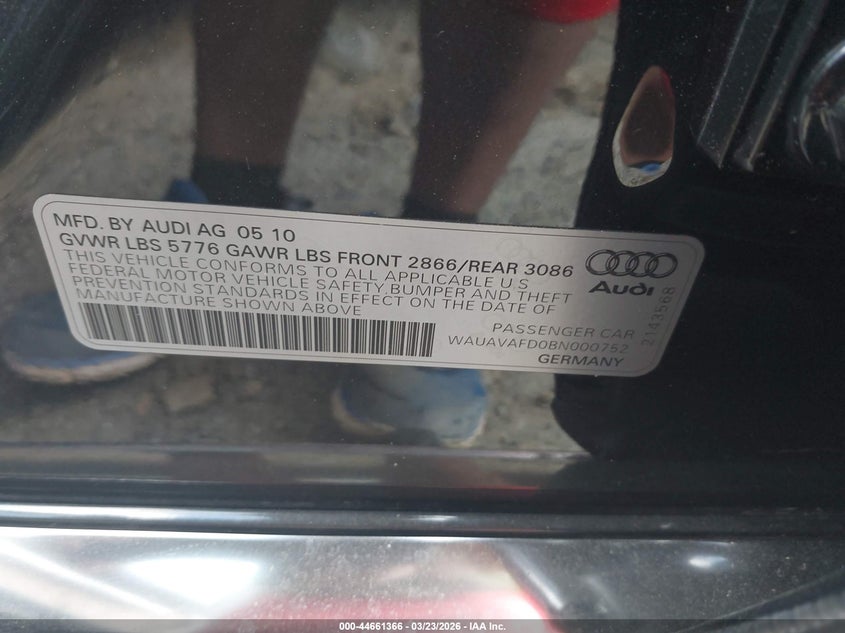 MFD. BY AUDI AG 05 10
GVWR LBS 5776 GAWR LBS FRONT 2866/REAR 3086
THIS VEHICLE CONFORMS TO ALL APPLICABLE U.S
FEDERAL MOTOR VEHICLE SAFETY,BUMPER AND THEFT
PREVENTION STANDARDS IN EFFECT ON THE DATE OF
MANUFACTURE SHOWN ABOVE
Audi
2143568
PASSENGER CAR
WAUAVAFD0BN000752
GERMANY
000-44661366 - 03/23/2026 - IAA Inc.